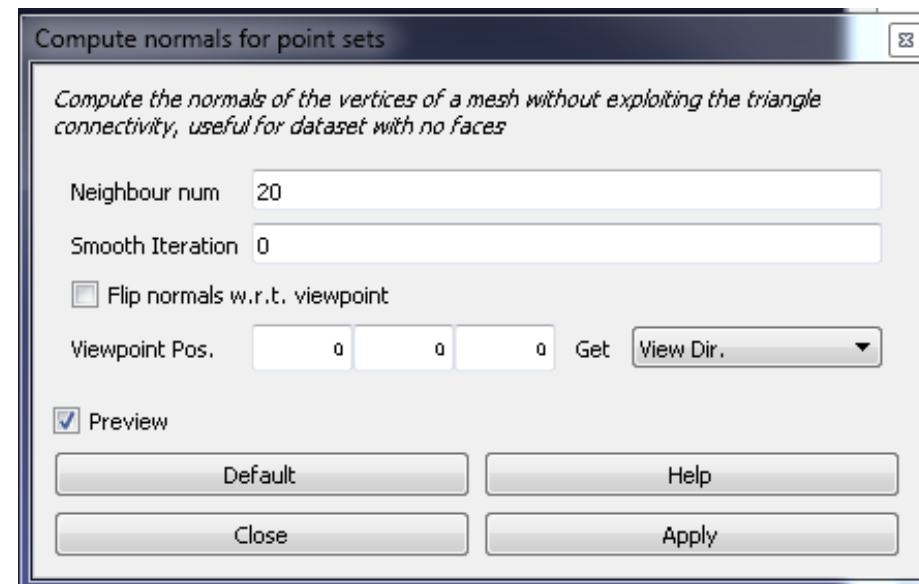 Compute normals for point sets
Compute the normals of the vertices of a mesh without exploiting the triangle
connectivity, useful for dataset with no faces
Neighbour num 20
Smooth Iteration 0
Flip normals w.r.t. viewpoint
Viewpoint Pos. 0 0 0 Get View Dir.
Preview
Default Help
Close Apply